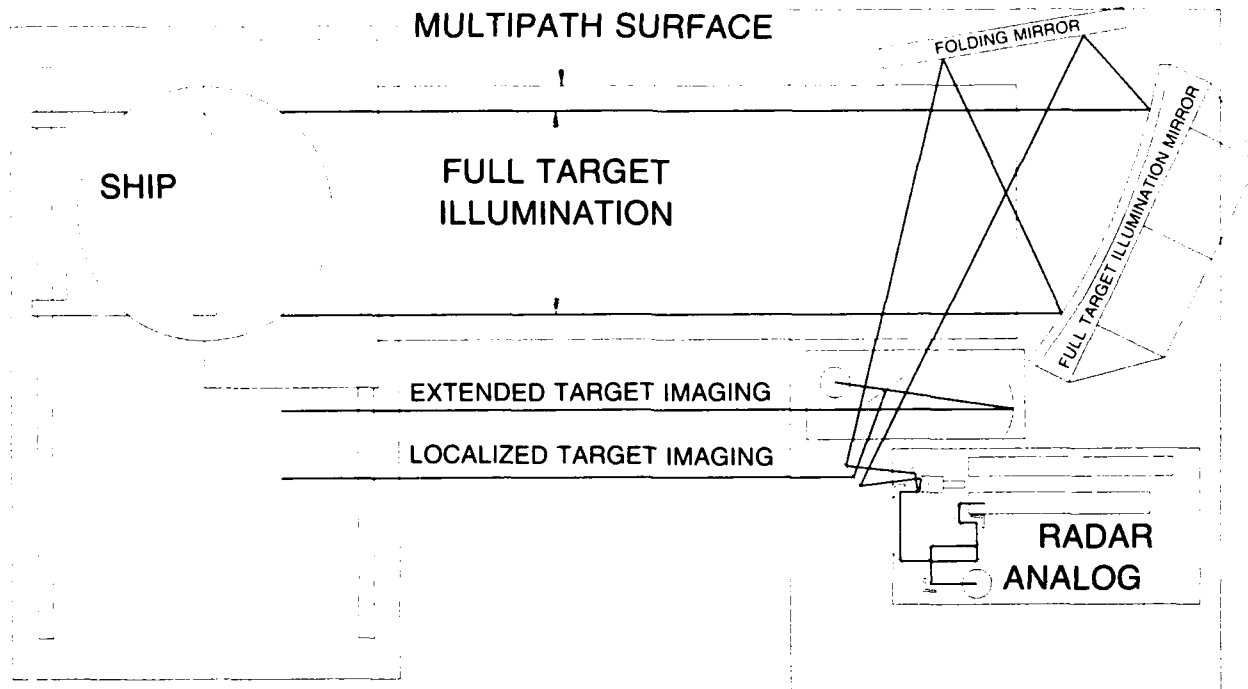 MULTIPATH SURFACE
FOLDING MIRROR
SHIP
FULL TARGET
ILLUMINATION
FULL TARGET ILLUMINATION MIRROR
EXTENDED TARGET IMAGING
LOCALIZED TARGET IMAGING
RADAR
ANALOG